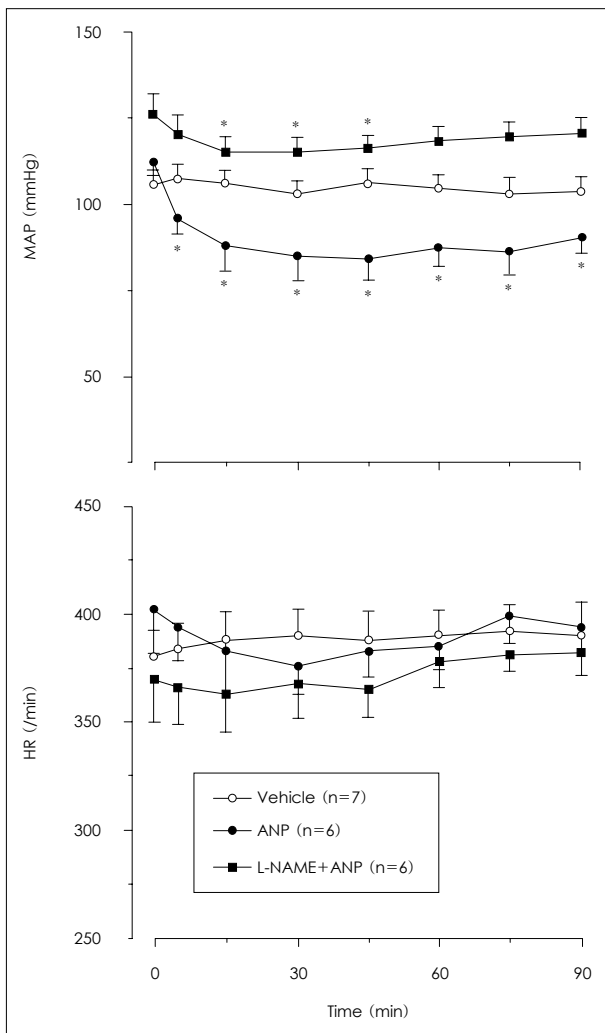 150
100
50
MAP (mmHg)
* * *
* * * * * * *
450
400
350
300
250
HR (/min)
Vehicle (n=7)
ANP (n=6)
L-NAME+ANP (n=6)
0 30 60 90
Time (min)